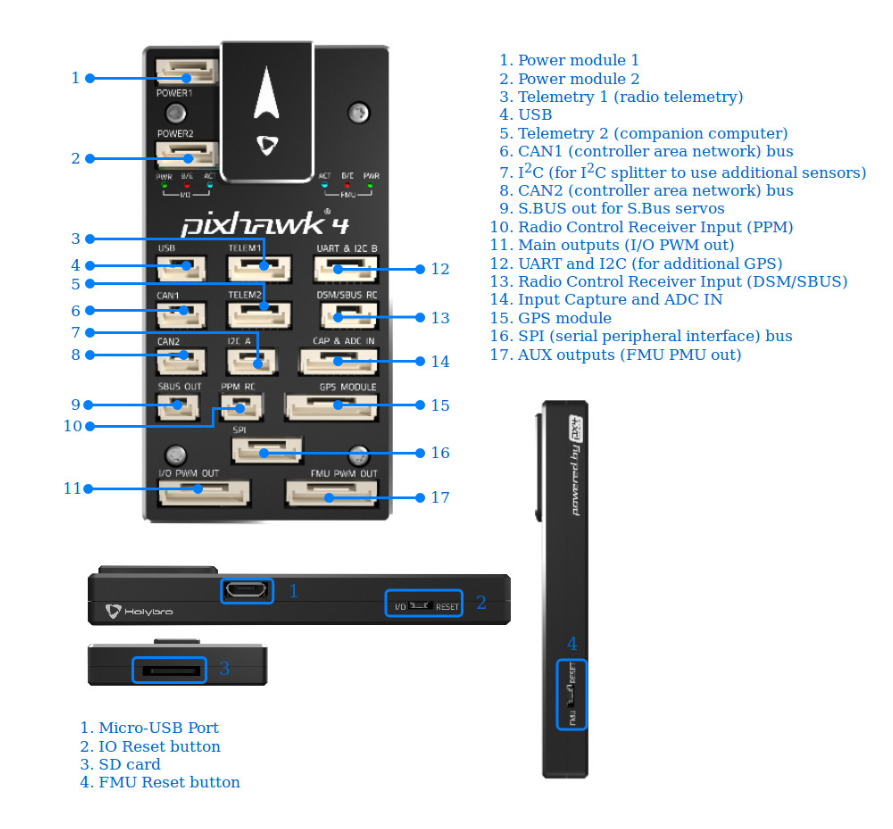 1
POWER1
POWER2
2
PWR B/E ACT
I/O
ACT B/E PWR
FMU
pixhawk®4
3
USB TELEM1 UART & I2C B
4
5
12
CAN1 TELEM2 DSM/SBUS RC
6
13
7
CAN2 I2C A CAP & ADC IN
8
14
SBUS OUT PPM RC GPS MODULE
9
15
10
SPI
16
I/O PWM OUT FMU PWM OUT
11
17
1. Power module 1
2. Power module 2
3. Telemetry 1 (radio telemetry)
4. USB
5. Telemetry 2 (companion computer)
6. CAN1 (controller area network) bus
7. I²C (for I²C splitter to use additional sensors)
8. CAN2 (controller area network) bus
9. S.BUS out for S.Bus servos
10. Radio Control Receiver Input (PPM)
11. Main outputs (I/O PWM out)
12. UART and I2C (for additional GPS)
13. Radio Control Receiver Input (DSM/SBUS)
14. Input Capture and ADC IN
15. GPS module
16. SPI (serial peripheral interface) bus
17. AUX outputs (FMU PMU out)
powered by px4
4
FMU RESET
1
Holybro
I/O RESET
2
3
1. Micro-USB Port
2. IO Reset button
3. SD card
4. FMU Reset button